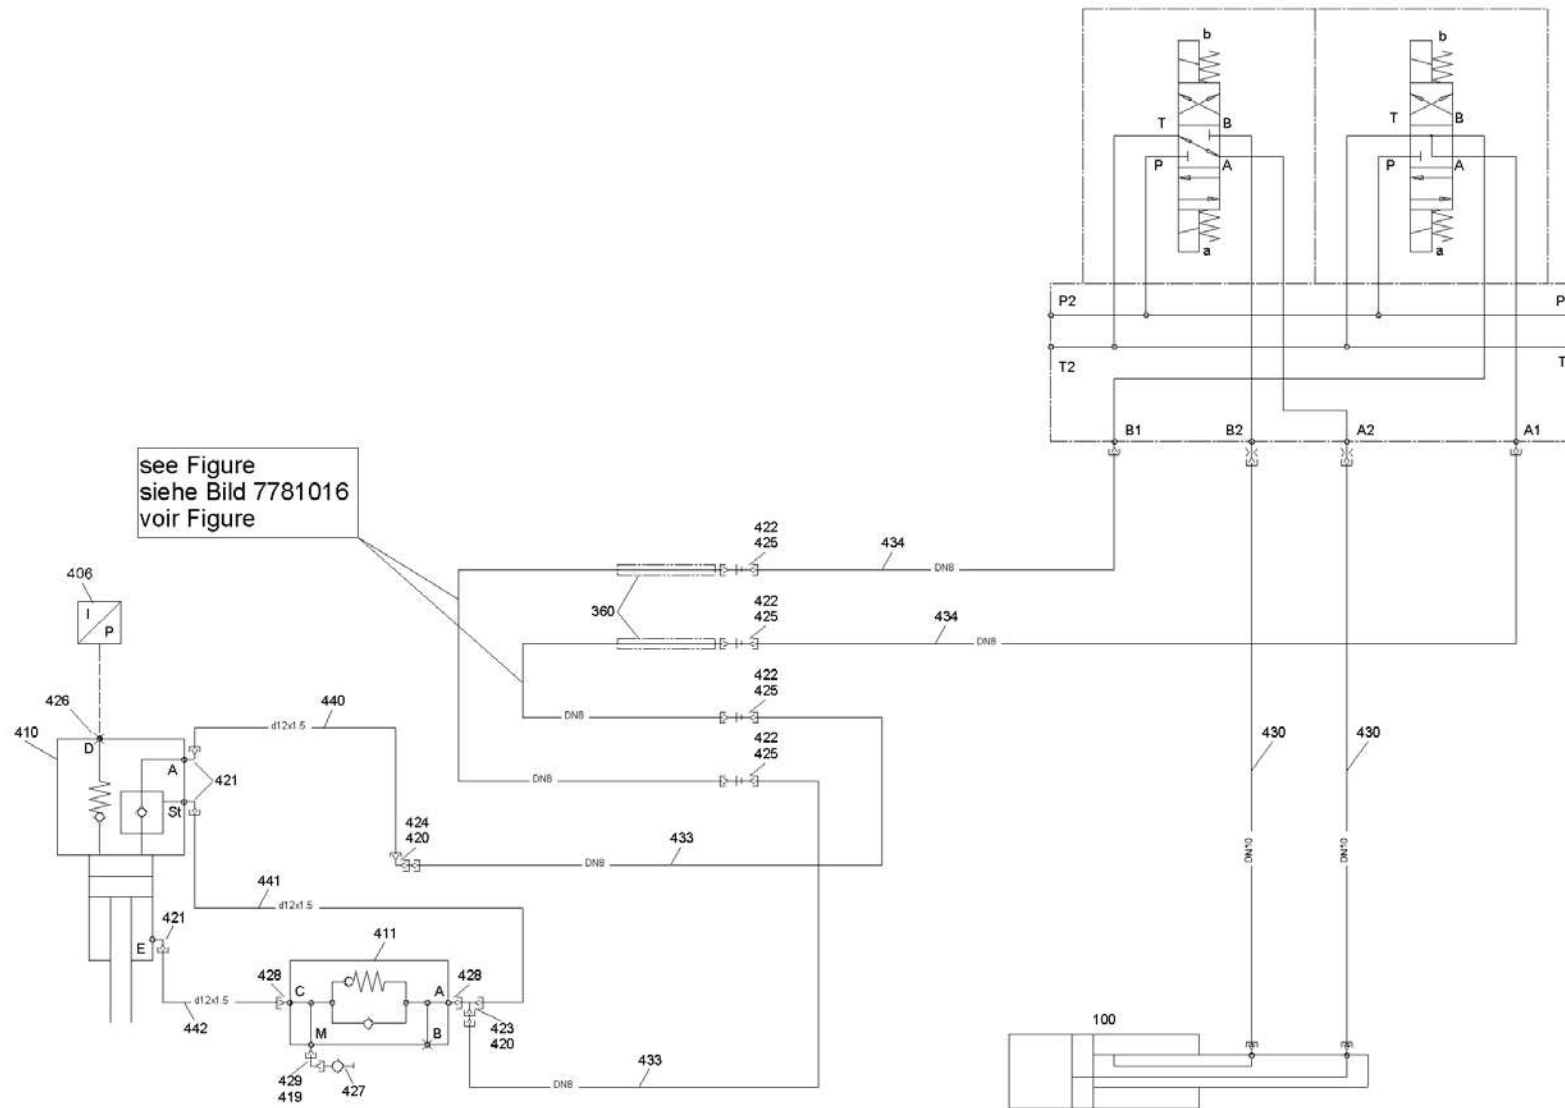 b
b
T
B
T
B
P
A
P
A
a
a
P2
P
T2
T
B1
B2
A2
A1
see Figure
siehe Bild 7781016
voir Figure
422
425
434
DN8
406
I
P
360
422
425
434
DN8
422
425
426
440
410
D
d12x1.5
DN8
422
425
430
430
A
421
DN8
St
424
420
433
DN8
DN10
DN10
441
d12x1.5
421
E
411
428
C
A
428
d12x1.5
442
M
B
423
420
100
429
419
427
433
DN8